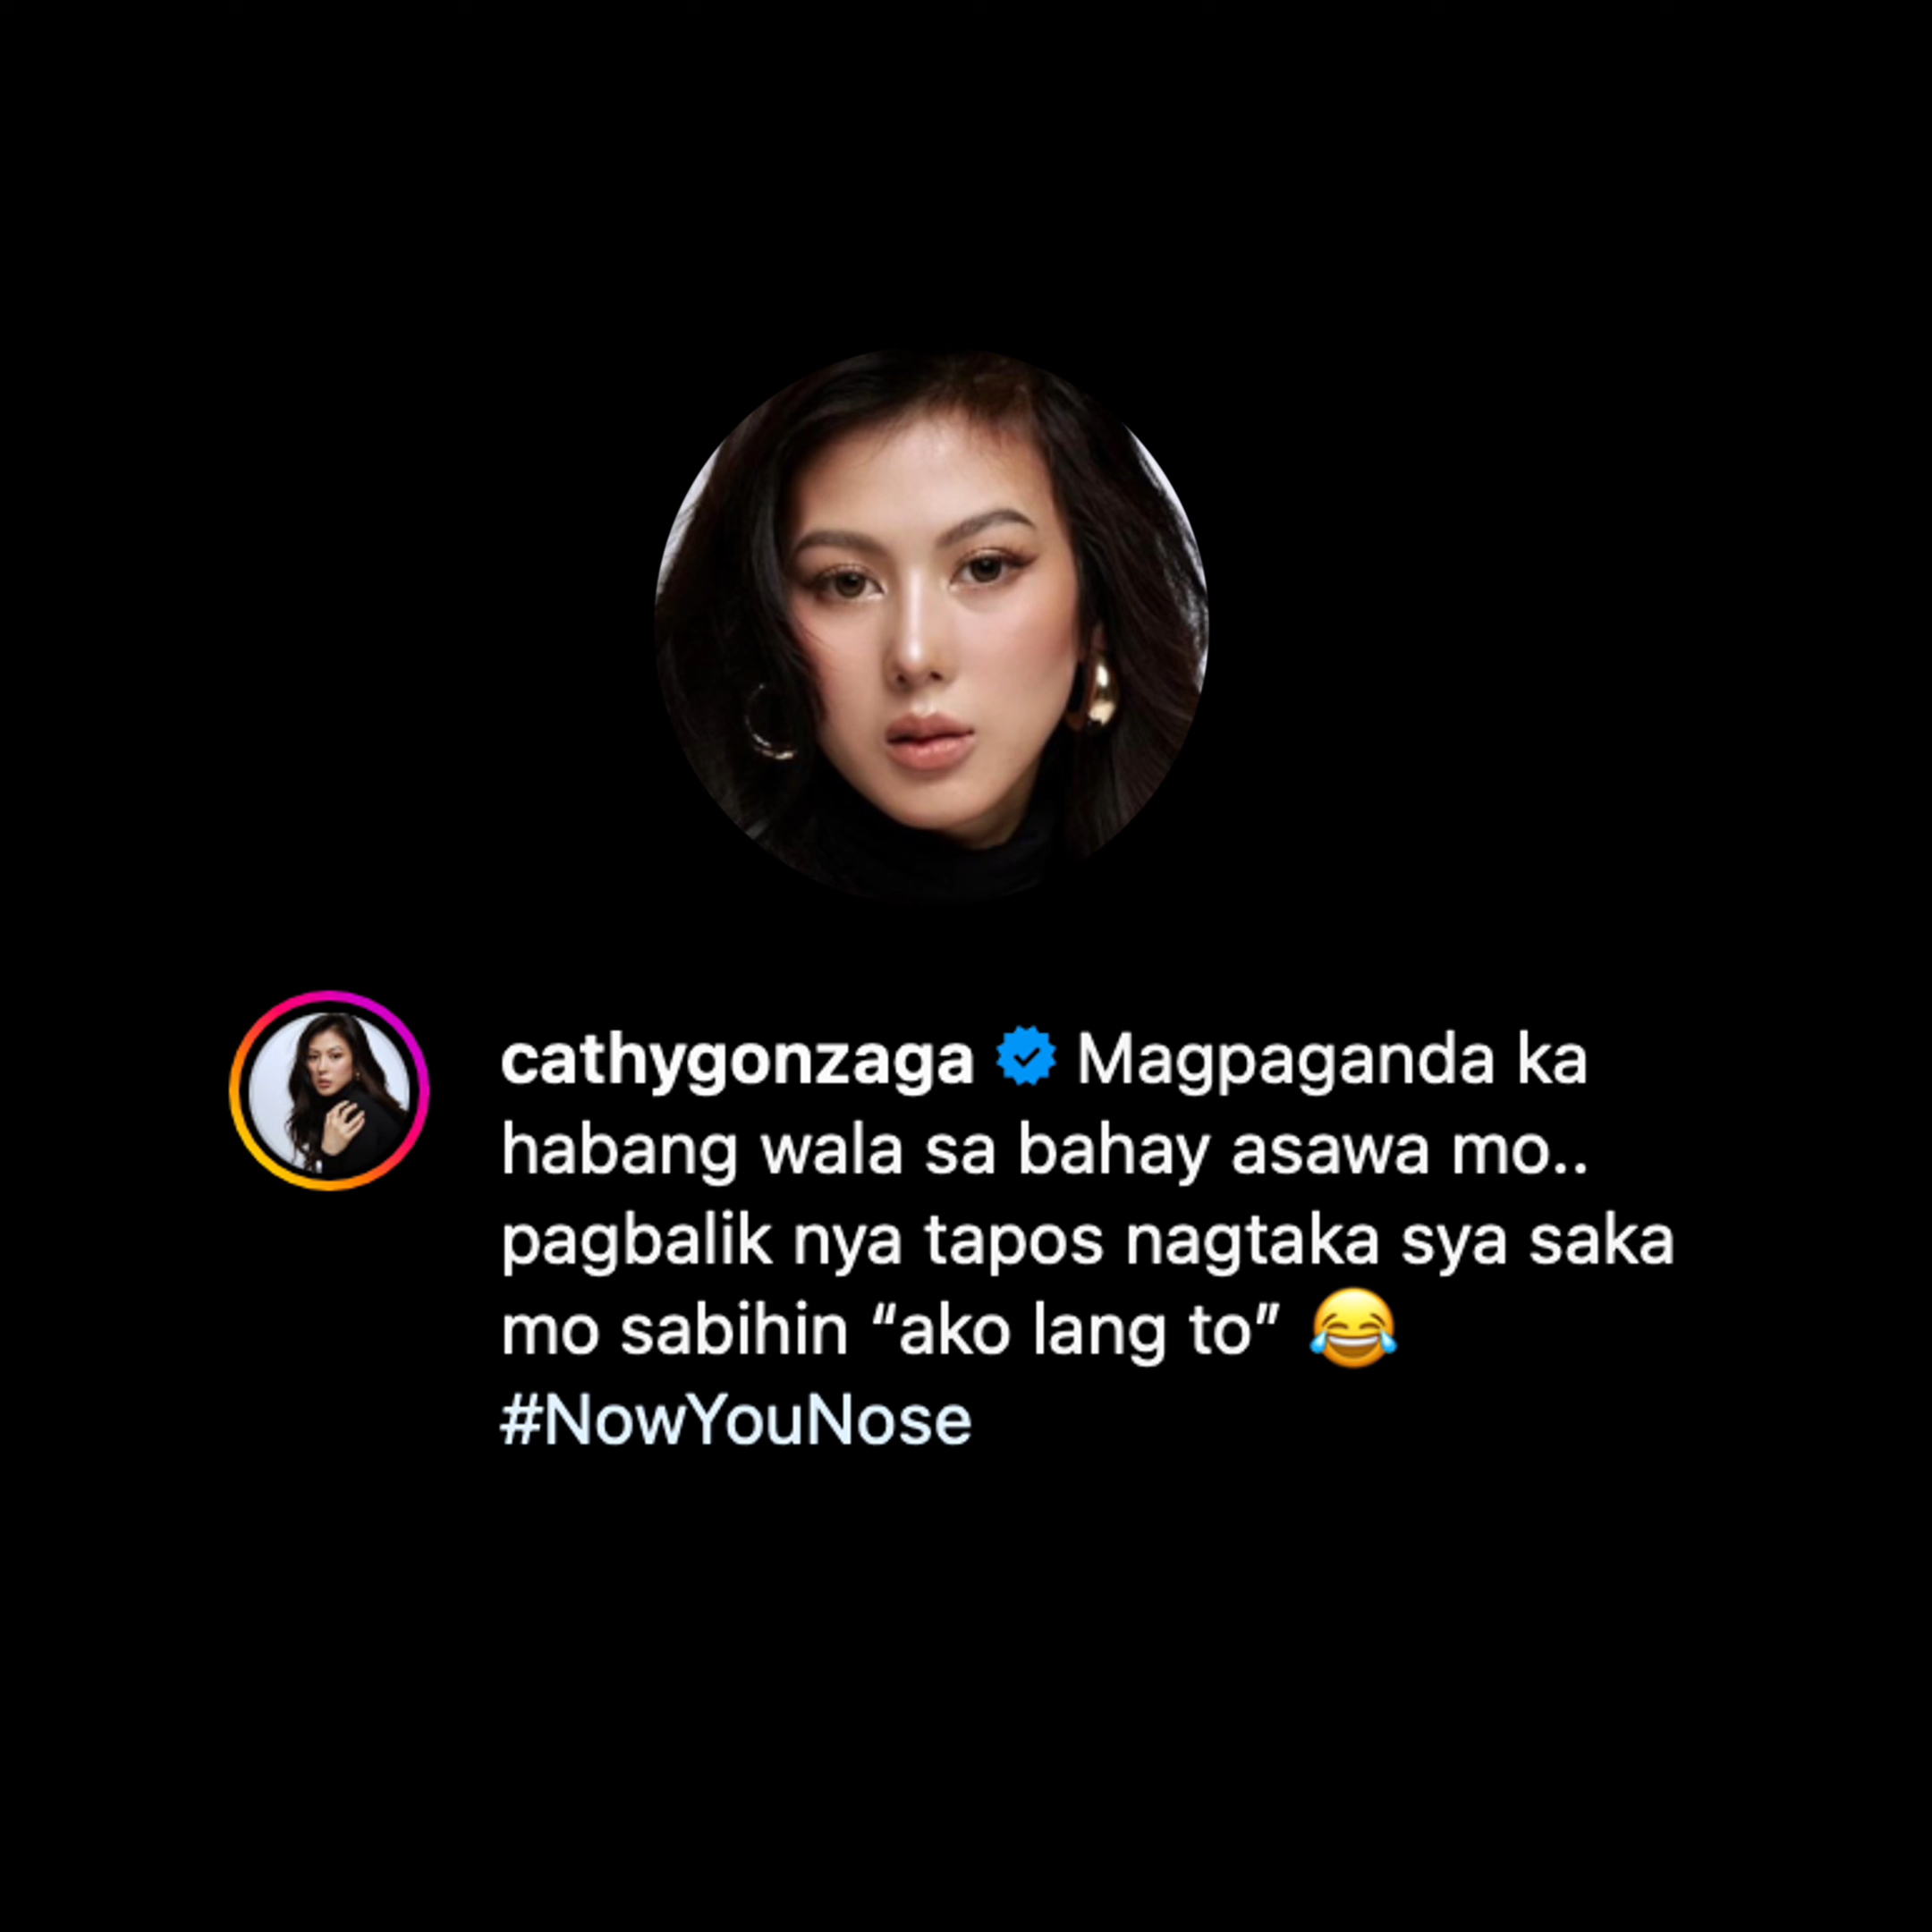 cathygonzaga Magpaganda ka
habang wala sa bahay asawa mo..
pagbalik nya tapos nagtaka sya saka
mo sabihin “ako lang to” 😂
#NowYouNose